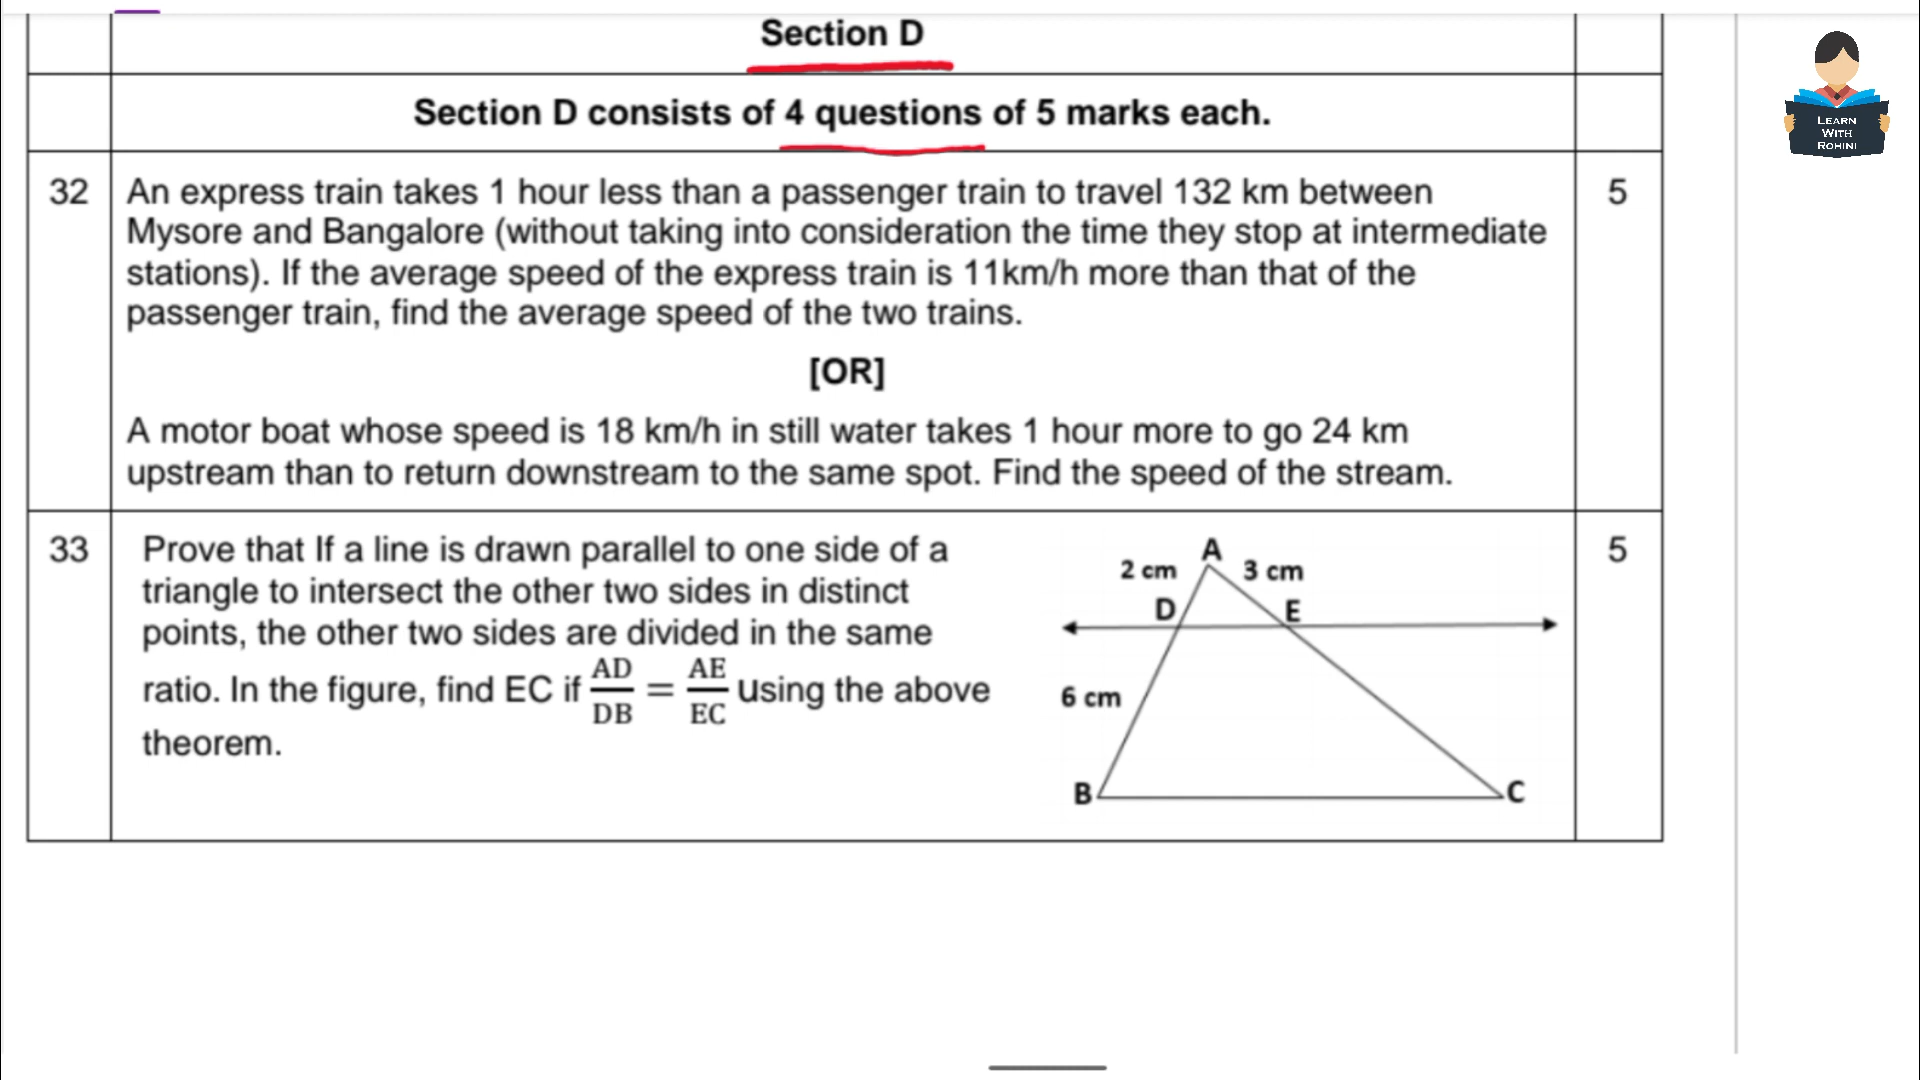 Section D
Section D consists of 4 questions of 5 marks each.
32
An express train takes 1 hour less than a passenger train to travel 132 km between
Mysore and Bangalore (without taking into consideration the time they stop at intermediate
stations). If the average speed of the express train is 11km/h more than that of the
passenger train, find the average speed of the two trains.
5
[OR]
A motor boat whose speed is 18 km/h in still water takes 1 hour more to go 24 km
upstream than to return downstream to the same spot. Find the speed of the stream.
33
Prove that If a line is drawn parallel to one side of a
triangle to intersect the other two sides in distinct
points, the other two sides are divided in the same
ratio. In the figure, find EC if AD/DB = AE/EC using the above
theorem.
A
2 cm 3 cm
D E
6 cm
B C
5
LEARN
WITH
ROHINI